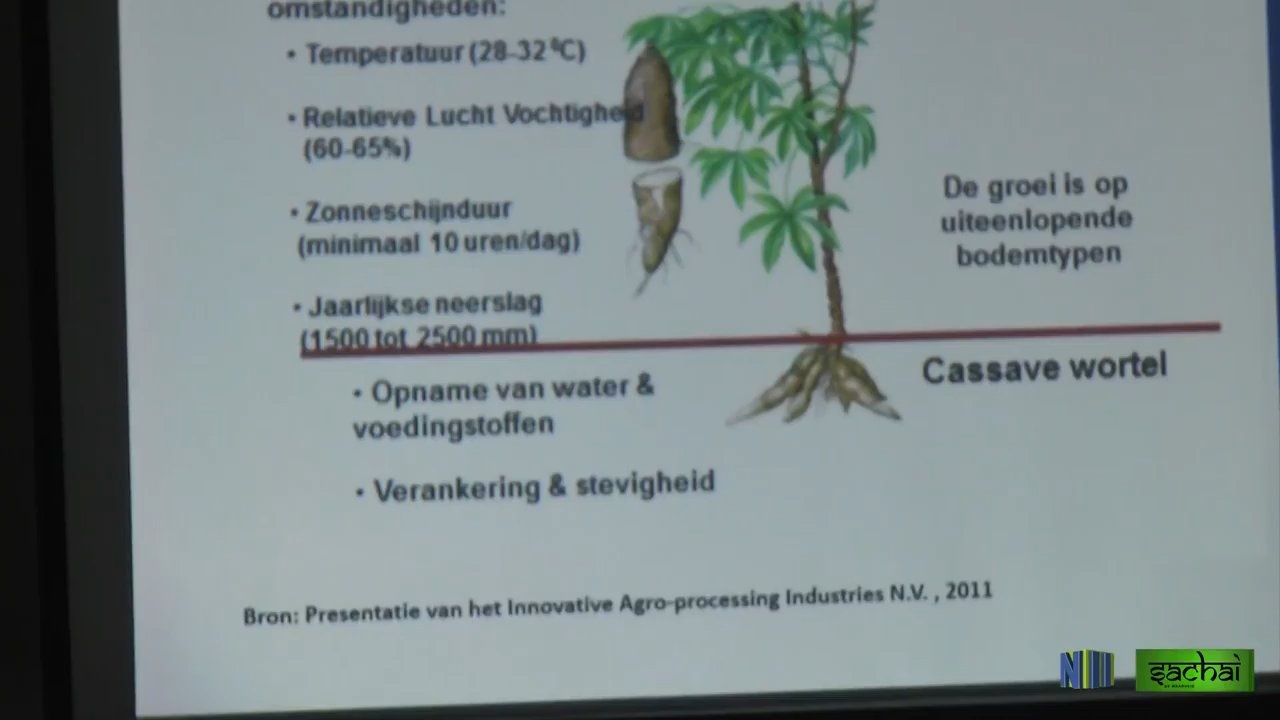 omstandigheden:
• Temperatuur (28-32 ⁰C)
• Relatieve Lucht Vochtigheid
(60-65%)
• Zonneschijnduur
(minimaal 10 uren/dag)
• Jaarlijkse neerslag
(1500 tot 2500 mm)
De groei is op
uiteenlopende
bodemtypen
Cassave wortel
• Opname van water &
voedingstoffen
• Verankering & stevigheid
Bron: Presentatie van het Innovative Agro-processing Industries N.V. , 2011
sachai